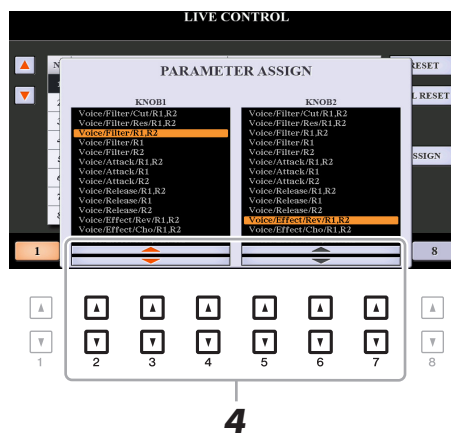 LIVE CONTROL
RESET
PARAMETER ASSIGN
L RESET
KNOB1
Voice/Filter/Cut/R1,R2
Voice/Filter/Res/R1,R2
Voice/Filter/R1,R2
Voice/Filter/R1
Voice/Filter/R2
Voice/Attack/R1,R2
Voice/Attack/R1
Voice/Attack/R2
Voice/Release/R1,R2
Voice/Release/R1
Voice/Release/R2
Voice/Effect/Rev/R1,R2
Voice/Effect/Cho/R1,R2
KNOB2
Voice/Filter/Cut/R1,R2
Voice/Filter/Res/R1,R2
Voice/Filter/R1,R2
Voice/Filter/R1
Voice/Filter/R2
Voice/Attack/R1,R2
Voice/Attack/R1
Voice/Attack/R2
Voice/Release/R1,R2
Voice/Release/R1
Voice/Release/R2
Voice/Effect/Rev/R1,R2
Voice/Effect/Cho/R1,R2
SSIGN
1
8
1 2 3 4 5 6 7 8
4